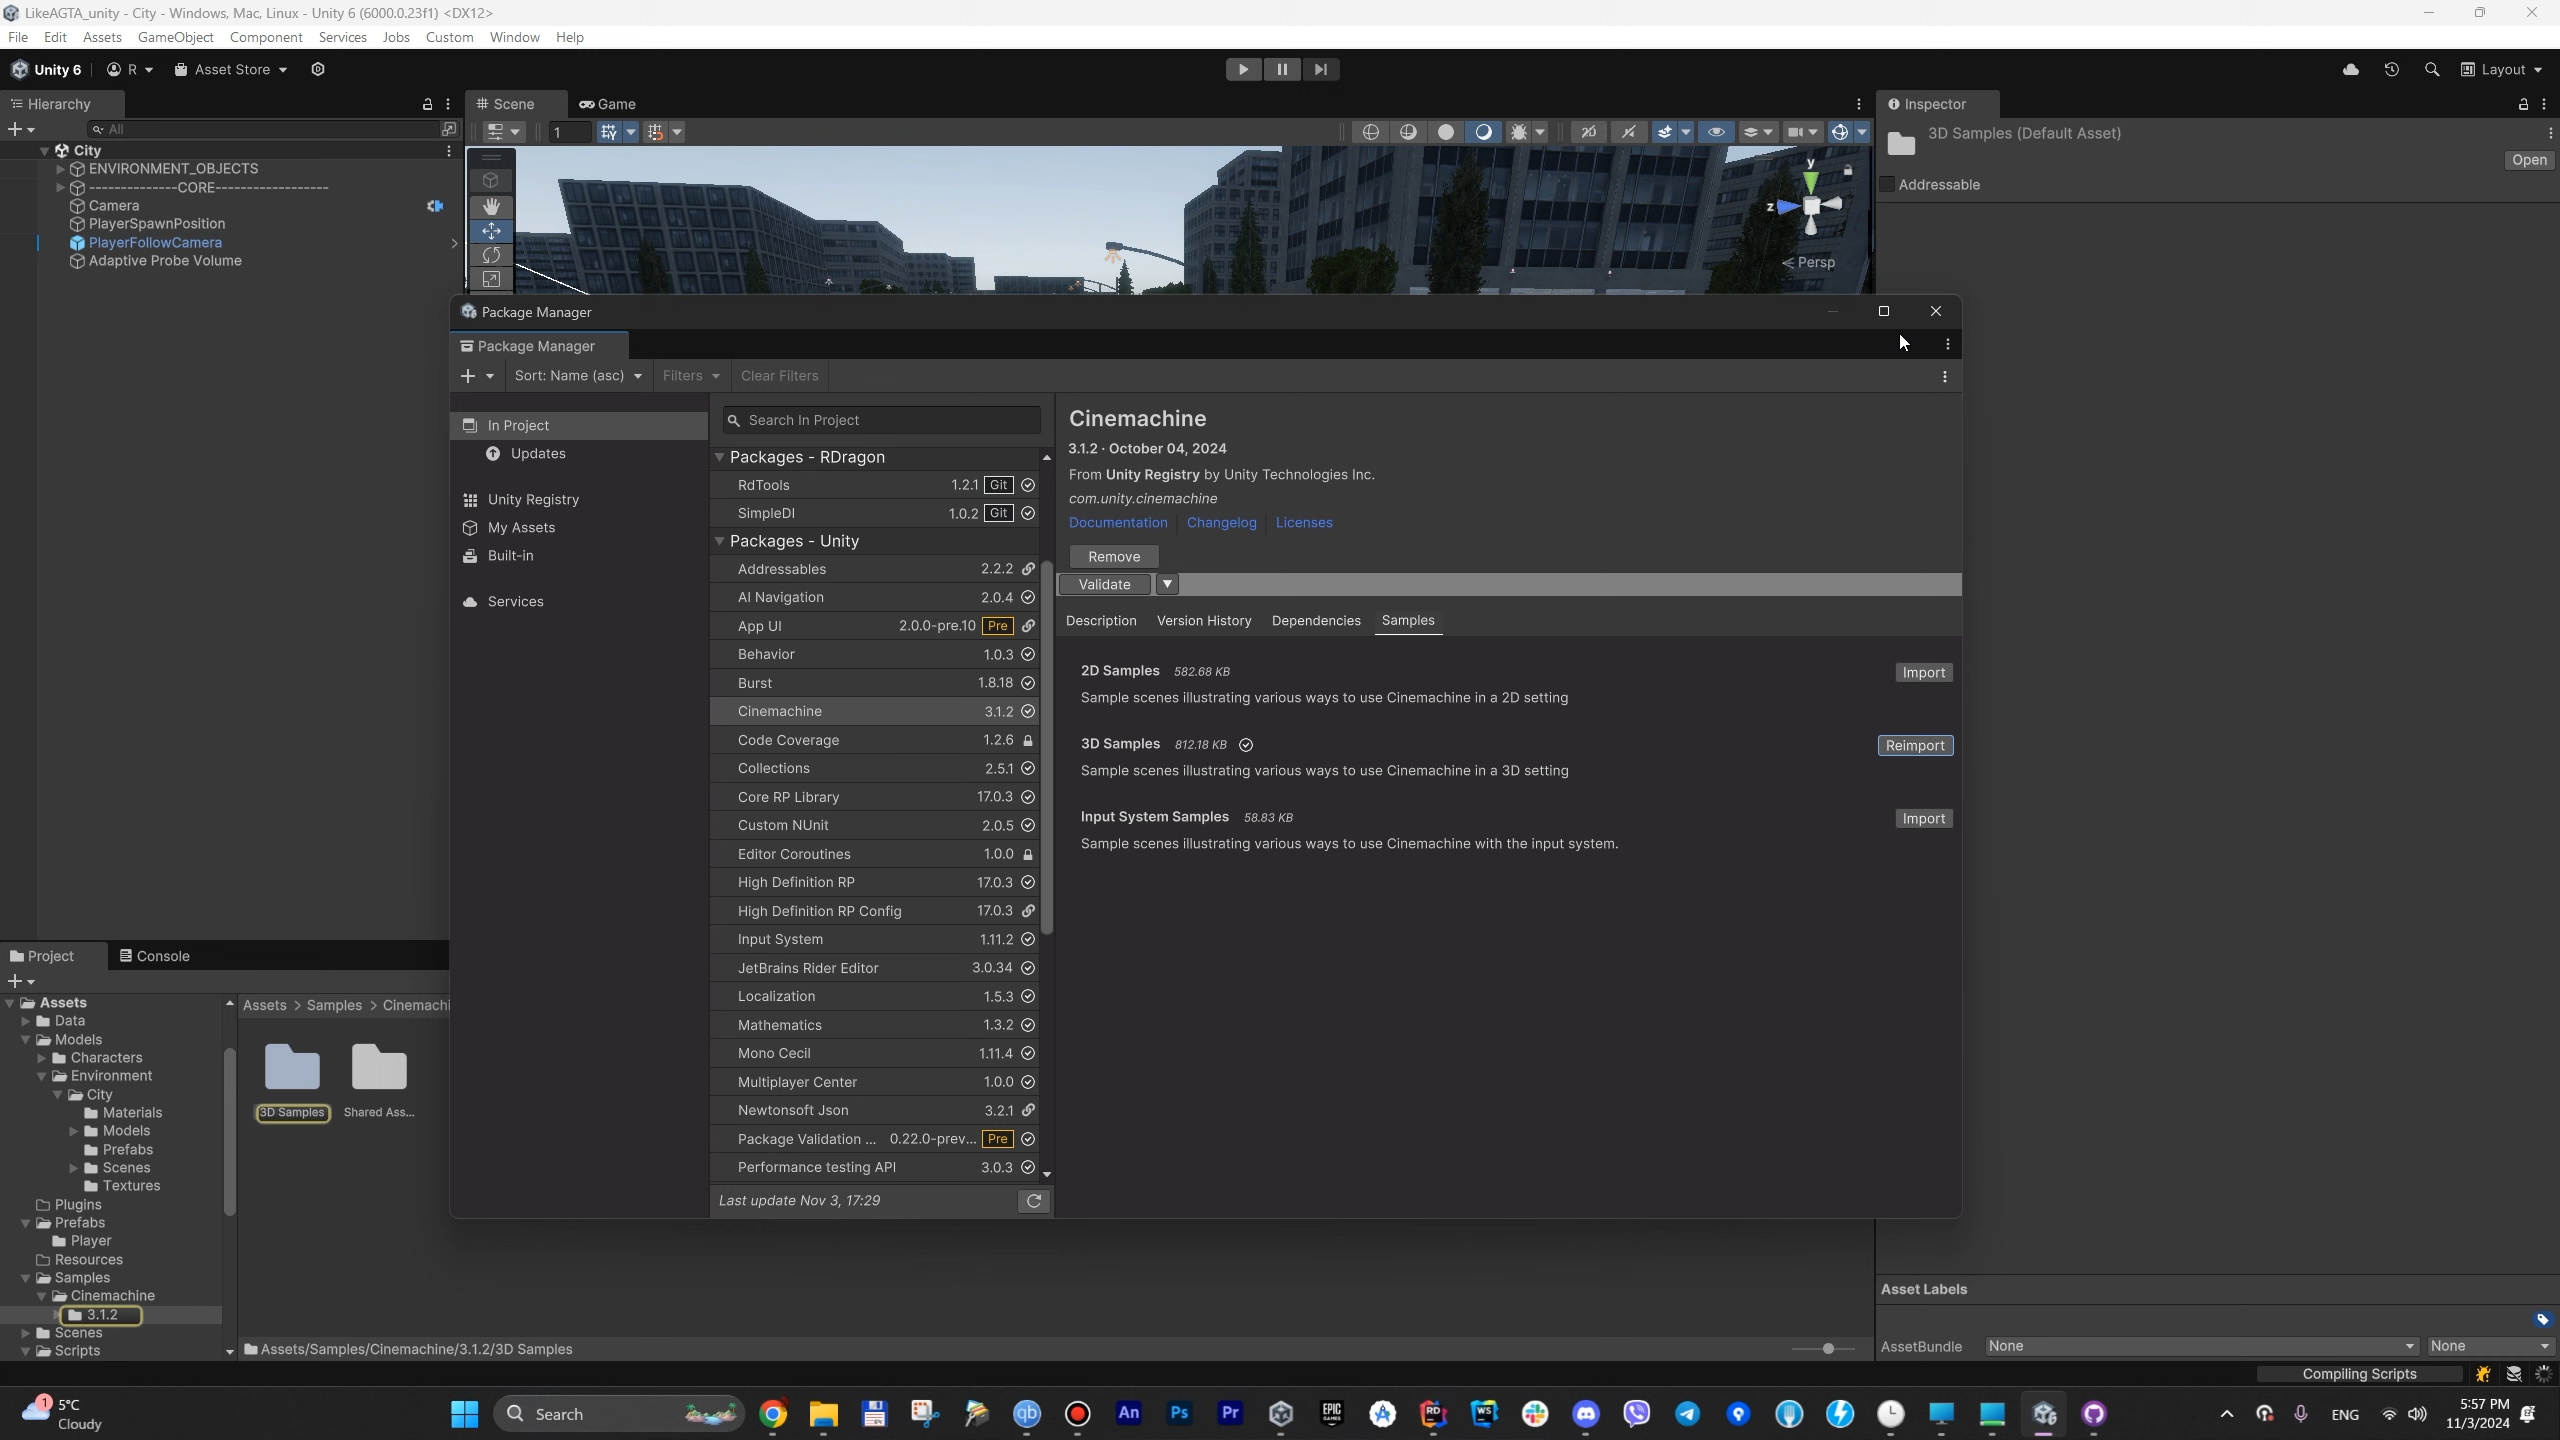 LikeAGTA_unity - City - Windows, Mac, Linux - Unity 6 (6000.0.23f1) <DX12>
File Edit Assets GameObject Component Services Jobs Custom Window Help
Unity 6 R Asset Store Layout
Hierarchy
Scene Game
Inspector
All
1
3D Samples (Default Asset)
Open
Addressable
City
ENVIRONMENT_OBJECTS
--------------CORE------------------
Camera
PlayerSpawnPosition
PlayerFollowCamera
Adaptive Probe Volume
y
z
Persp
Package Manager
Package Manager
Sort: Name (asc) Filters Clear Filters
In Project
Updates
Unity Registry
My Assets
Built-in
Services
Search In Project
Packages - RDragon
RdTools 1.2.1 Git
SimpleDI 1.0.2 Git
Packages - Unity
Addressables 2.2.2
AI Navigation 2.0.4
App UI 2.0.0-pre.10 Pre
Behavior 1.0.3
Burst 1.8.18
Cinemachine 3.1.2
Code Coverage 1.2.6
Collections 2.5.1
Core RP Library 17.0.3
Custom NUnit 2.0.5
Editor Coroutines 1.0.0
High Definition RP 17.0.3
High Definition RP Config 17.0.3
Input System 1.11.2
JetBrains Rider Editor 3.0.34
Localization 1.5.3
Mathematics 1.3.2
Mono Cecil 1.11.4
Multiplayer Center 1.0.0
Newtonsoft Json 3.2.1
Package Validation ... 0.22.0-prev... Pre
Performance testing API 3.0.3
Last update Nov 3, 17:29
Cinemachine
3.1.2 · October 04, 2024
From Unity Registry by Unity Technologies Inc.
com.unity.cinemachine
Documentation Changelog Licenses
Remove
Validate
Description Version History Dependencies Samples
2D Samples 582.68 KB Import
Sample scenes illustrating various ways to use Cinemachine in a 2D setting
3D Samples 812.18 KB Reimport
Sample scenes illustrating various ways to use Cinemachine in a 3D setting
Input System Samples 58.83 KB Import
Sample scenes illustrating various ways to use Cinemachine with the input system.
Project Console
Assets
Data
Models
Characters
Environment
City
Materials
Models
Prefabs
Scenes
Textures
Plugins
Prefabs
Player
Resources
Samples
Cinemachine
3.1.2
Scenes
Scripts
Assets > Samples > Cinemachi
3D Samples Shared Ass...
Assets/Samples/Cinemachine/3.1.2/3D Samples
Asset Labels
AssetBundle None None
Compiling Scripts
1
5°C
Cloudy
Search
qb
An
Ps
Pr
EPIC
GAMES
RD
WS
ENG
5:57 PM
11/3/2024